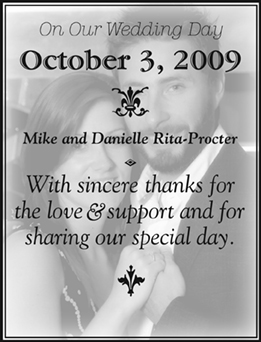 On Our Wedding Day
October 3, 2009
Mike and Danielle Rita-Procter
With sincere thanks for
the love & support and for
sharing our special day.